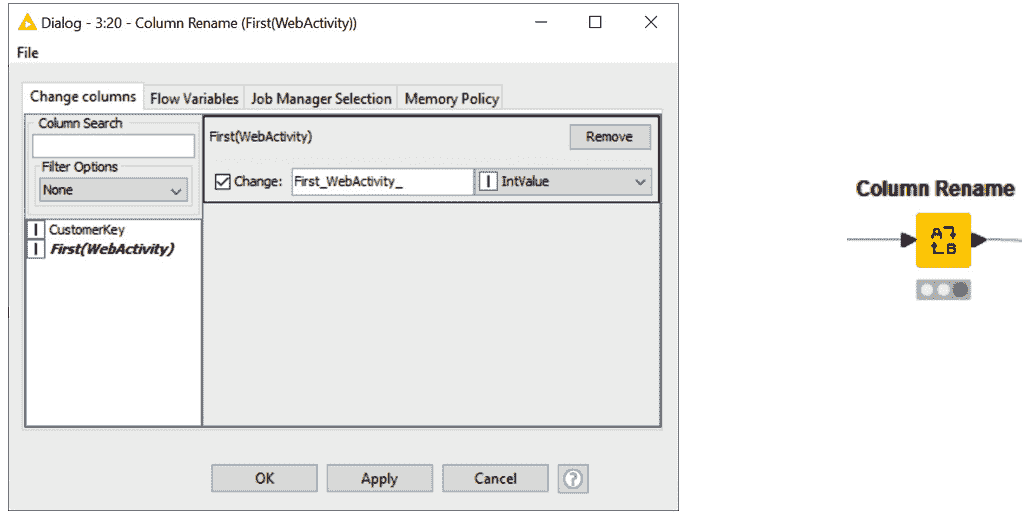 Dialog - 3:20 - Column Rename (First(WebActivity))
File
Change columns Flow Variables Job Manager Selection Memory Policy
Column Search
Filter Options
None
CustomerKey
First(WebActivity)
First(WebActivity) Remove
Change: First_WebActivity_ I IntValue
OK Apply Cancel ?
Column Rename
A
B